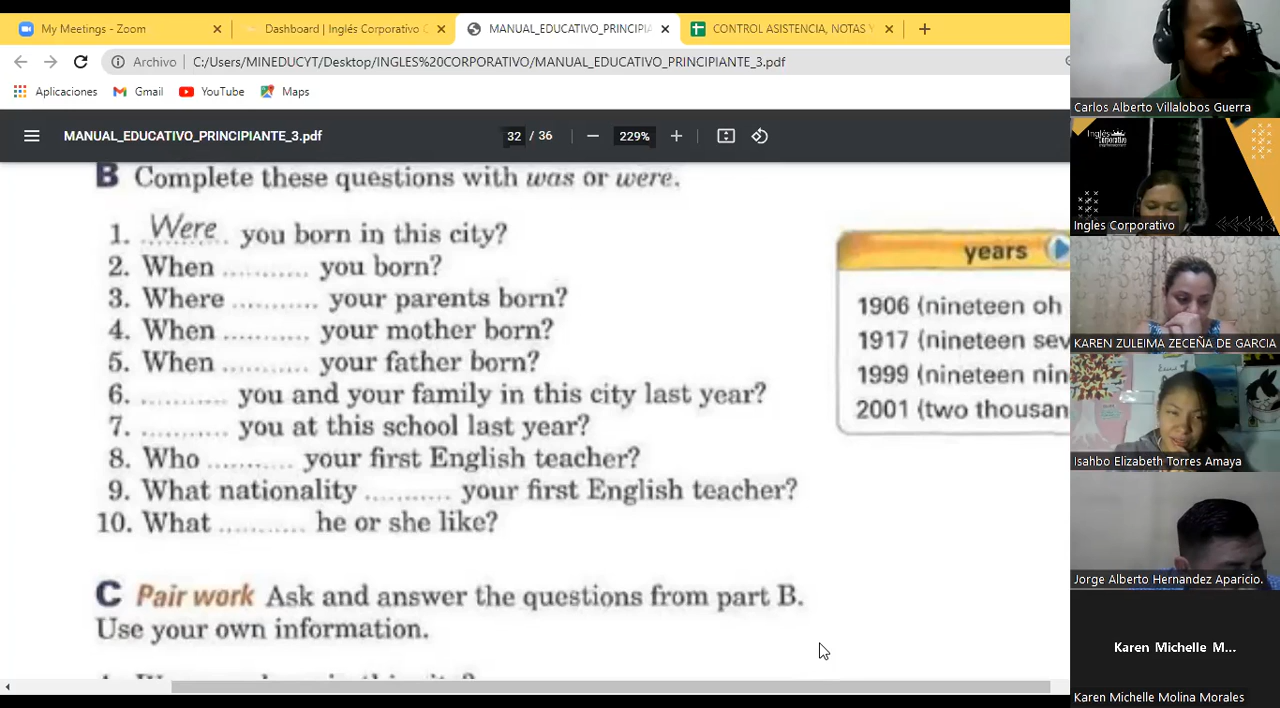 My Meetings - Zoom
Dashboard | Inglés Corporativo C
MANUAL_EDUCATIVO_PRINCIPIA
CONTROL ASISTENCIA, NOTAS Y
Archivo C:/Users/MINEDUCYT/Desktop/INGLES%20CORPORATIVO/MANUAL_EDUCATIVO_PRINCIPIANTE_3.pdf
Aplicaciones Gmail YouTube Maps
MANUAL_EDUCATIVO_PRINCIPIANTE_3.pdf 32 / 36 229%
B Complete these questions with was or were.
1. Were you born in this city?
2. When ........... you born?
3. Where ........... your parents born?
4. When ........... your mother born?
5. When ........... your father born?
6. ........... you and your family in this city last year?
7. ........... you at this school last year?
8. Who ........... your first English teacher?
9. What nationality ........... your first English teacher?
10. What ........... he or she like?
years
1906 (nineteen oh
1917 (nineteen sev
1999 (nineteen nin
2001 (two thousan
C Pair work Ask and answer the questions from part B.
Use your own information.
Carlos Alberto Villalobos Guerra
Inglés
Corporativo
Ingles Corporativo
KAREN ZULEIMA ZECEÑA DE GARCIA
Isahbo Elizabeth Torres Amaya
Jorge Alberto Hernandez Aparicio.
Karen Michelle M...
Karen Michelle Molina Morales